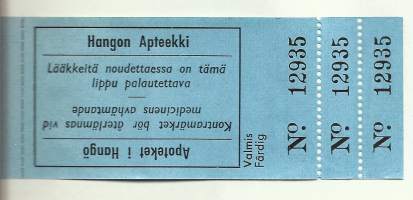 Hangon Apteekki
Lääkkeitä noudettaessa on tämä
lippu palautettava
Apoteket i Hangö
Kontramärket bör återlämnas vid
medicinens avhämtande
Valmis
Färdig
No. 12935
No. 12935
No. 12935